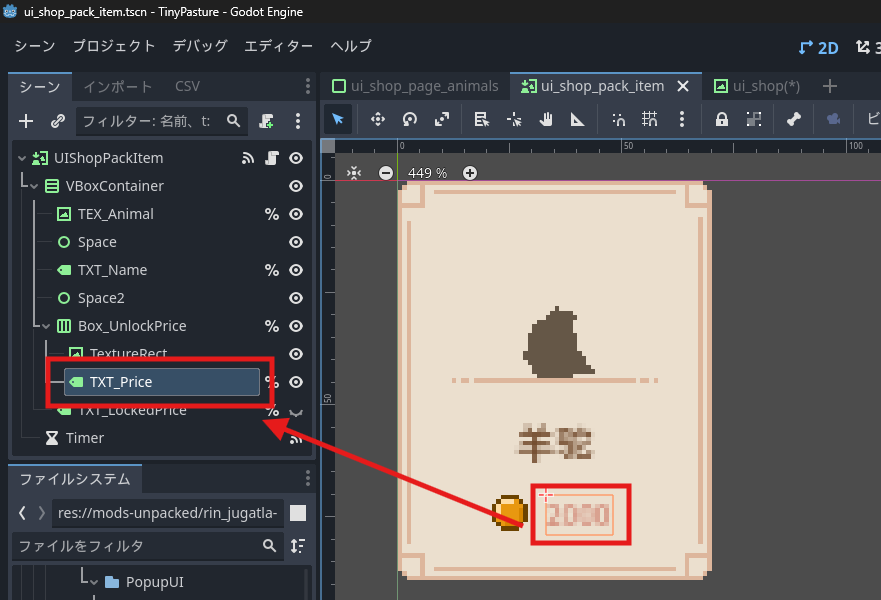 ui_shop_pack_item.tscn - TinyPasture - Godot Engine
シーン プロジェクト デバッグ エディター ヘルプ
2D 3
シーン インポート CSV
ui_shop_page_animals ui_shop_pack_item ui_shop(*)
フィルター: 名前、t:
ビ
UIShopPackItem
VBoxContainer
TEX_Animal
Space
TXT_Name
Space2
Box_UnlockPrice
TextureRect
TXT_Price
TXT_LockedPrice
Timer
ファイルシステム
res://mods-unpacked/rin_jugatla-
ファイルをフィルタ
PopupUI
0 50 100
449 %
0
50
羊駝
2000